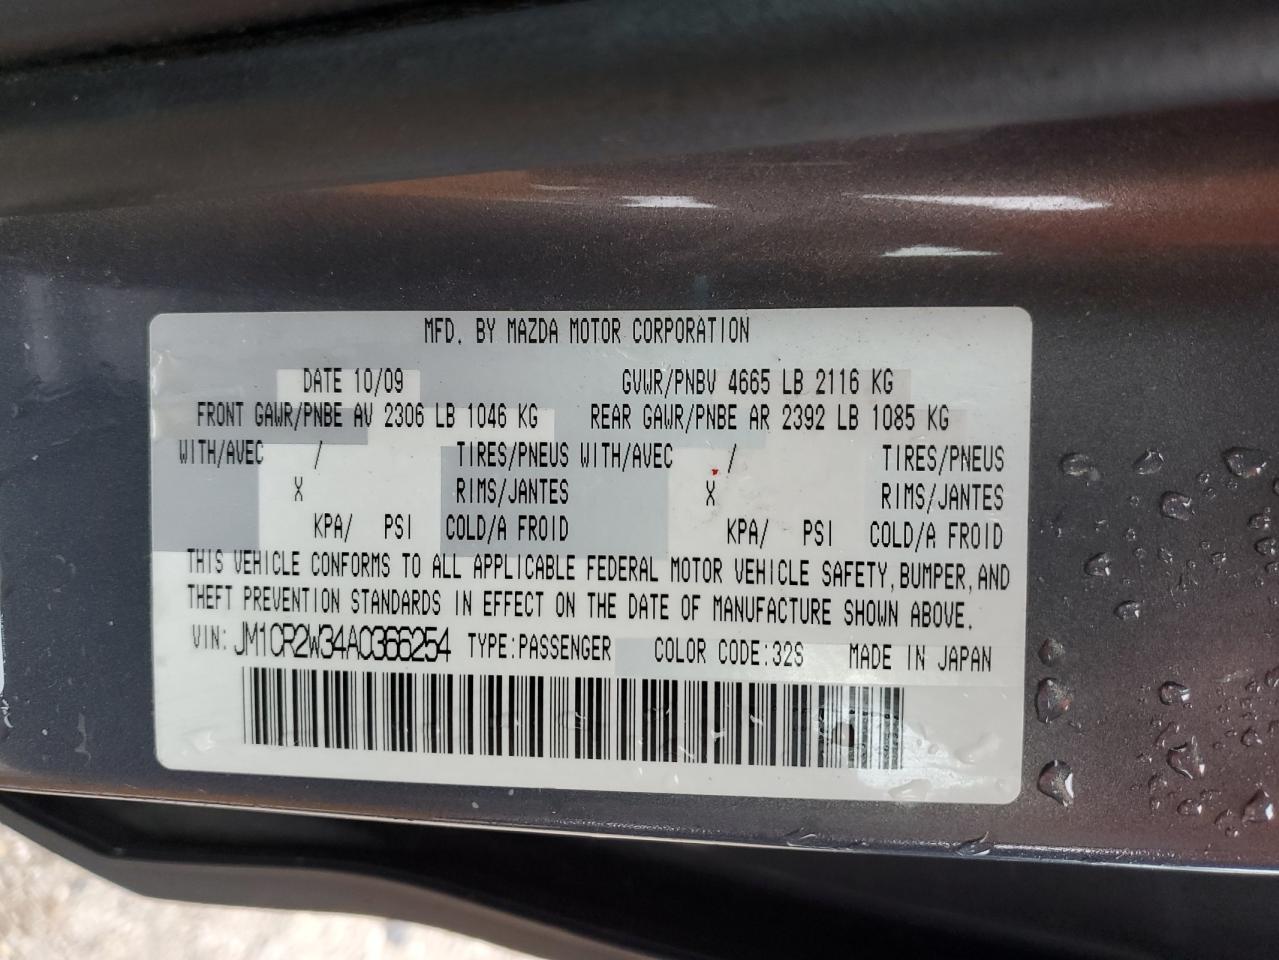 MFD. BY MAZDA MOTOR CORPORATION
DATE 10/09 GVWR/PNBV 4665 LB 2116 KG
FRONT GAWR/PNBE AV 2306 LB 1046 KG REAR GAWR/PNBE AR 2392 LB 1085 KG
WITH/AVEC / TIRES/PNEUS WITH/AVEC / TIRES/PNEUS
X RIMS/JANTES X RIMS/JANTES
KPA/ PSI COLD/A FROID KPA/ PSI COLD/A FROID
THIS VEHICLE CONFORMS TO ALL APPLICABLE FEDERAL MOTOR VEHICLE SAFETY, BUMPER, AND
THEFT PREVENTION STANDARDS IN EFFECT ON THE DATE OF MANUFACTURE SHOWN ABOVE.
VIN: JM1CR2W34A0366254 TYPE: PASSENGER COLOR CODE: 32S MADE IN JAPAN